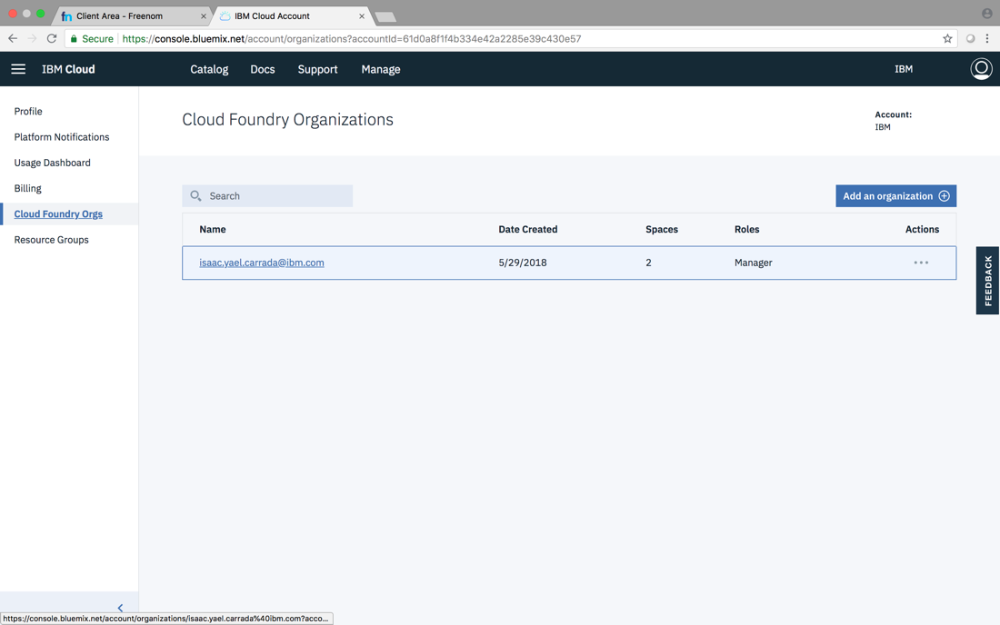 Client Area - Freenom
IBM Cloud Account
Secure https://console.bluemix.net/account/organizations?accountId=61d0a8f1f4b334e42a2285e39c430e57
IBM Cloud Catalog Docs Support Manage IBM
Profile
Platform Notifications
Usage Dashboard
Billing
Cloud Foundry Orgs
Resource Groups
Cloud Foundry Organizations
Account:
IBM
Search
Add an organization
Name Date Created Spaces Roles Actions
isaac.yael.carrada@ibm.com 5/29/2018 2 Manager
FEEDBACK
https://console.bluemix.net/account/organizations/isaac.yael.carrada%40ibm.com?acco...